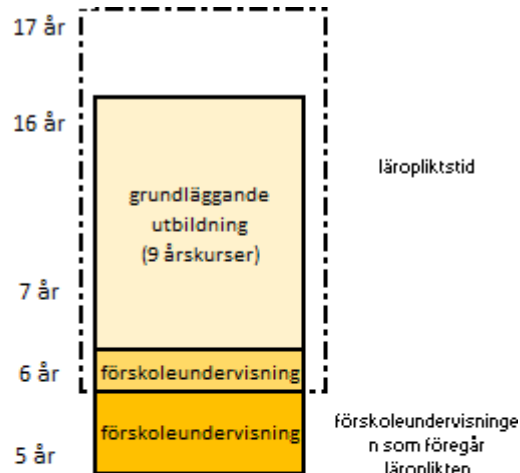 17 år
16 år
läropliktstid
grundläggande
utbildning
(9 årskurser)
7 år
6 år
förskoleundervisning
förskoleundervisning
förskoleundervisninge
n som föregår
läroplikten
5 år